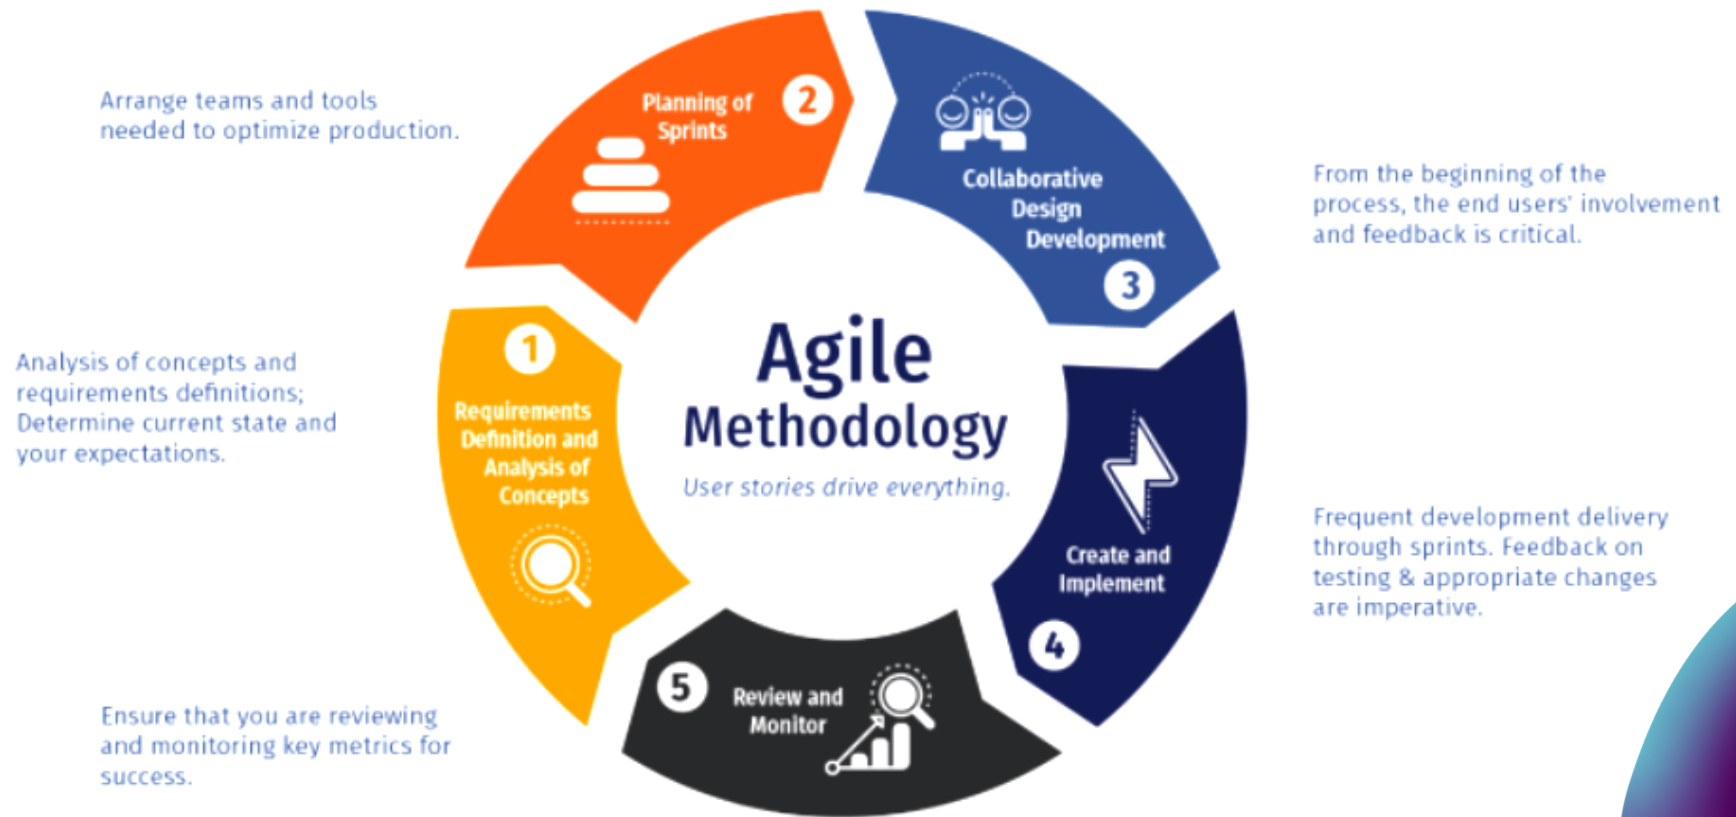 Arrange teams and tools
needed to optimize production.
2
Planning of
Sprints
Collaborative
Design
Development
3
From the beginning of the
process, the end users' involvement
and feedback is critical.
1
Requirements
Definition and
Analysis of
Concepts
Analysis of concepts and
requirements definitions;
Determine current state and
your expectations.
Agile
Methodology
User stories drive everything.
Create and
Implement
4
Frequent development delivery
through sprints. Feedback on
testing & appropriate changes
are imperative.
5
Review and
Monitor
Ensure that you are reviewing
and monitoring key metrics for
success.